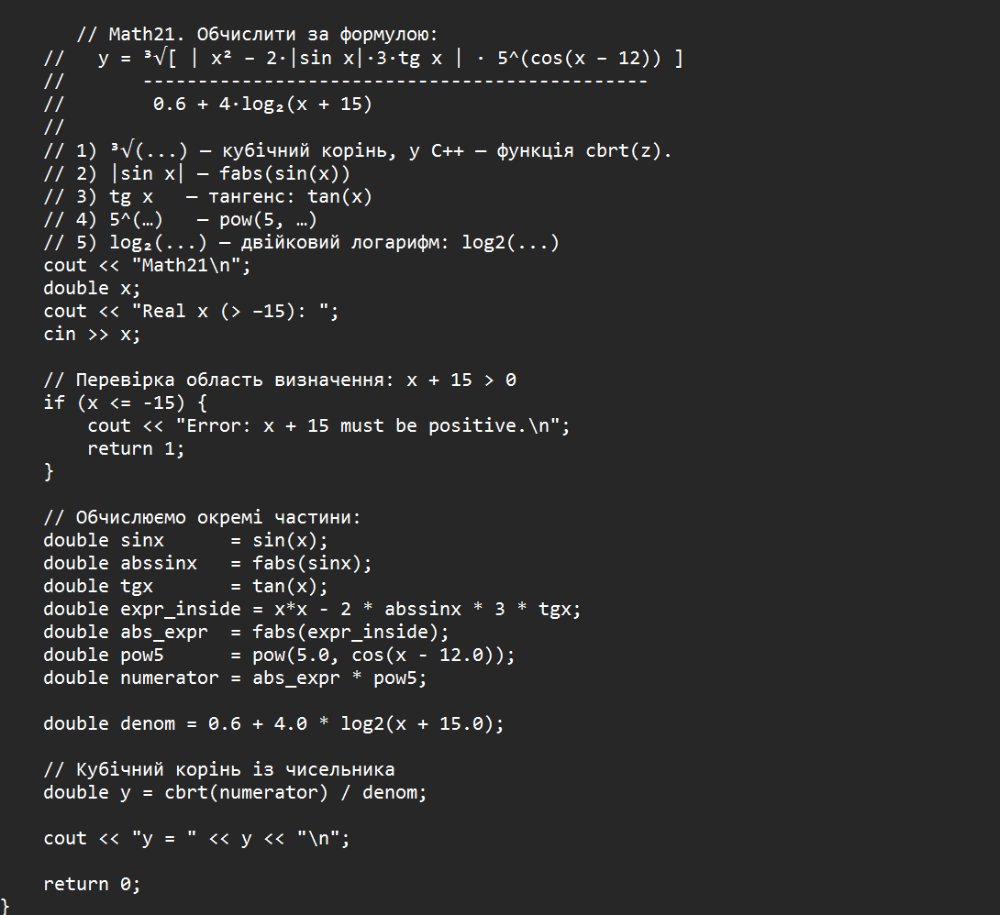 // Math21. Обчислити за формулою:
//   y = ³√[ | x² − 2·|sin x|·3·tg x | · 5^(cos(x − 12)) ]
//       ----------------------------------------------
//        0.6 + 4·log₂(x + 15)
//
// 1) ³√(...) — кубічний корінь, у C++ — функція cbrt(z).
// 2) |sin x| — fabs(sin(x))
// 3) tg x   — тангенс: tan(x)
// 4) 5^(…)   — pow(5, …)
// 5) log₂(...) — двійковий логарифм: log2(...)
cout << "Math21\n";
double x;
cout << "Real x (> −15): ";
cin >> x;
// Перевірка область визначення: x + 15 > 0
if (x <= -15) {
    cout << "Error: x + 15 must be positive.\n";
    return 1;
}
// Обчислюємо окремі частини:
double sinx      = sin(x);
double abssinx   = fabs(sinx);
double tgx       = tan(x);
double expr_inside = x*x - 2 * abssinx * 3 * tgx;
double abs_expr  = fabs(expr_inside);
double pow5      = pow(5.0, cos(x - 12.0));
double numerator = abs_expr * pow5;
double denom = 0.6 + 4.0 * log2(x + 15.0);
// Кубічний корінь із чисельника
double y = cbrt(numerator) / denom;
cout << "y = " << y << "\n";
return 0;
}